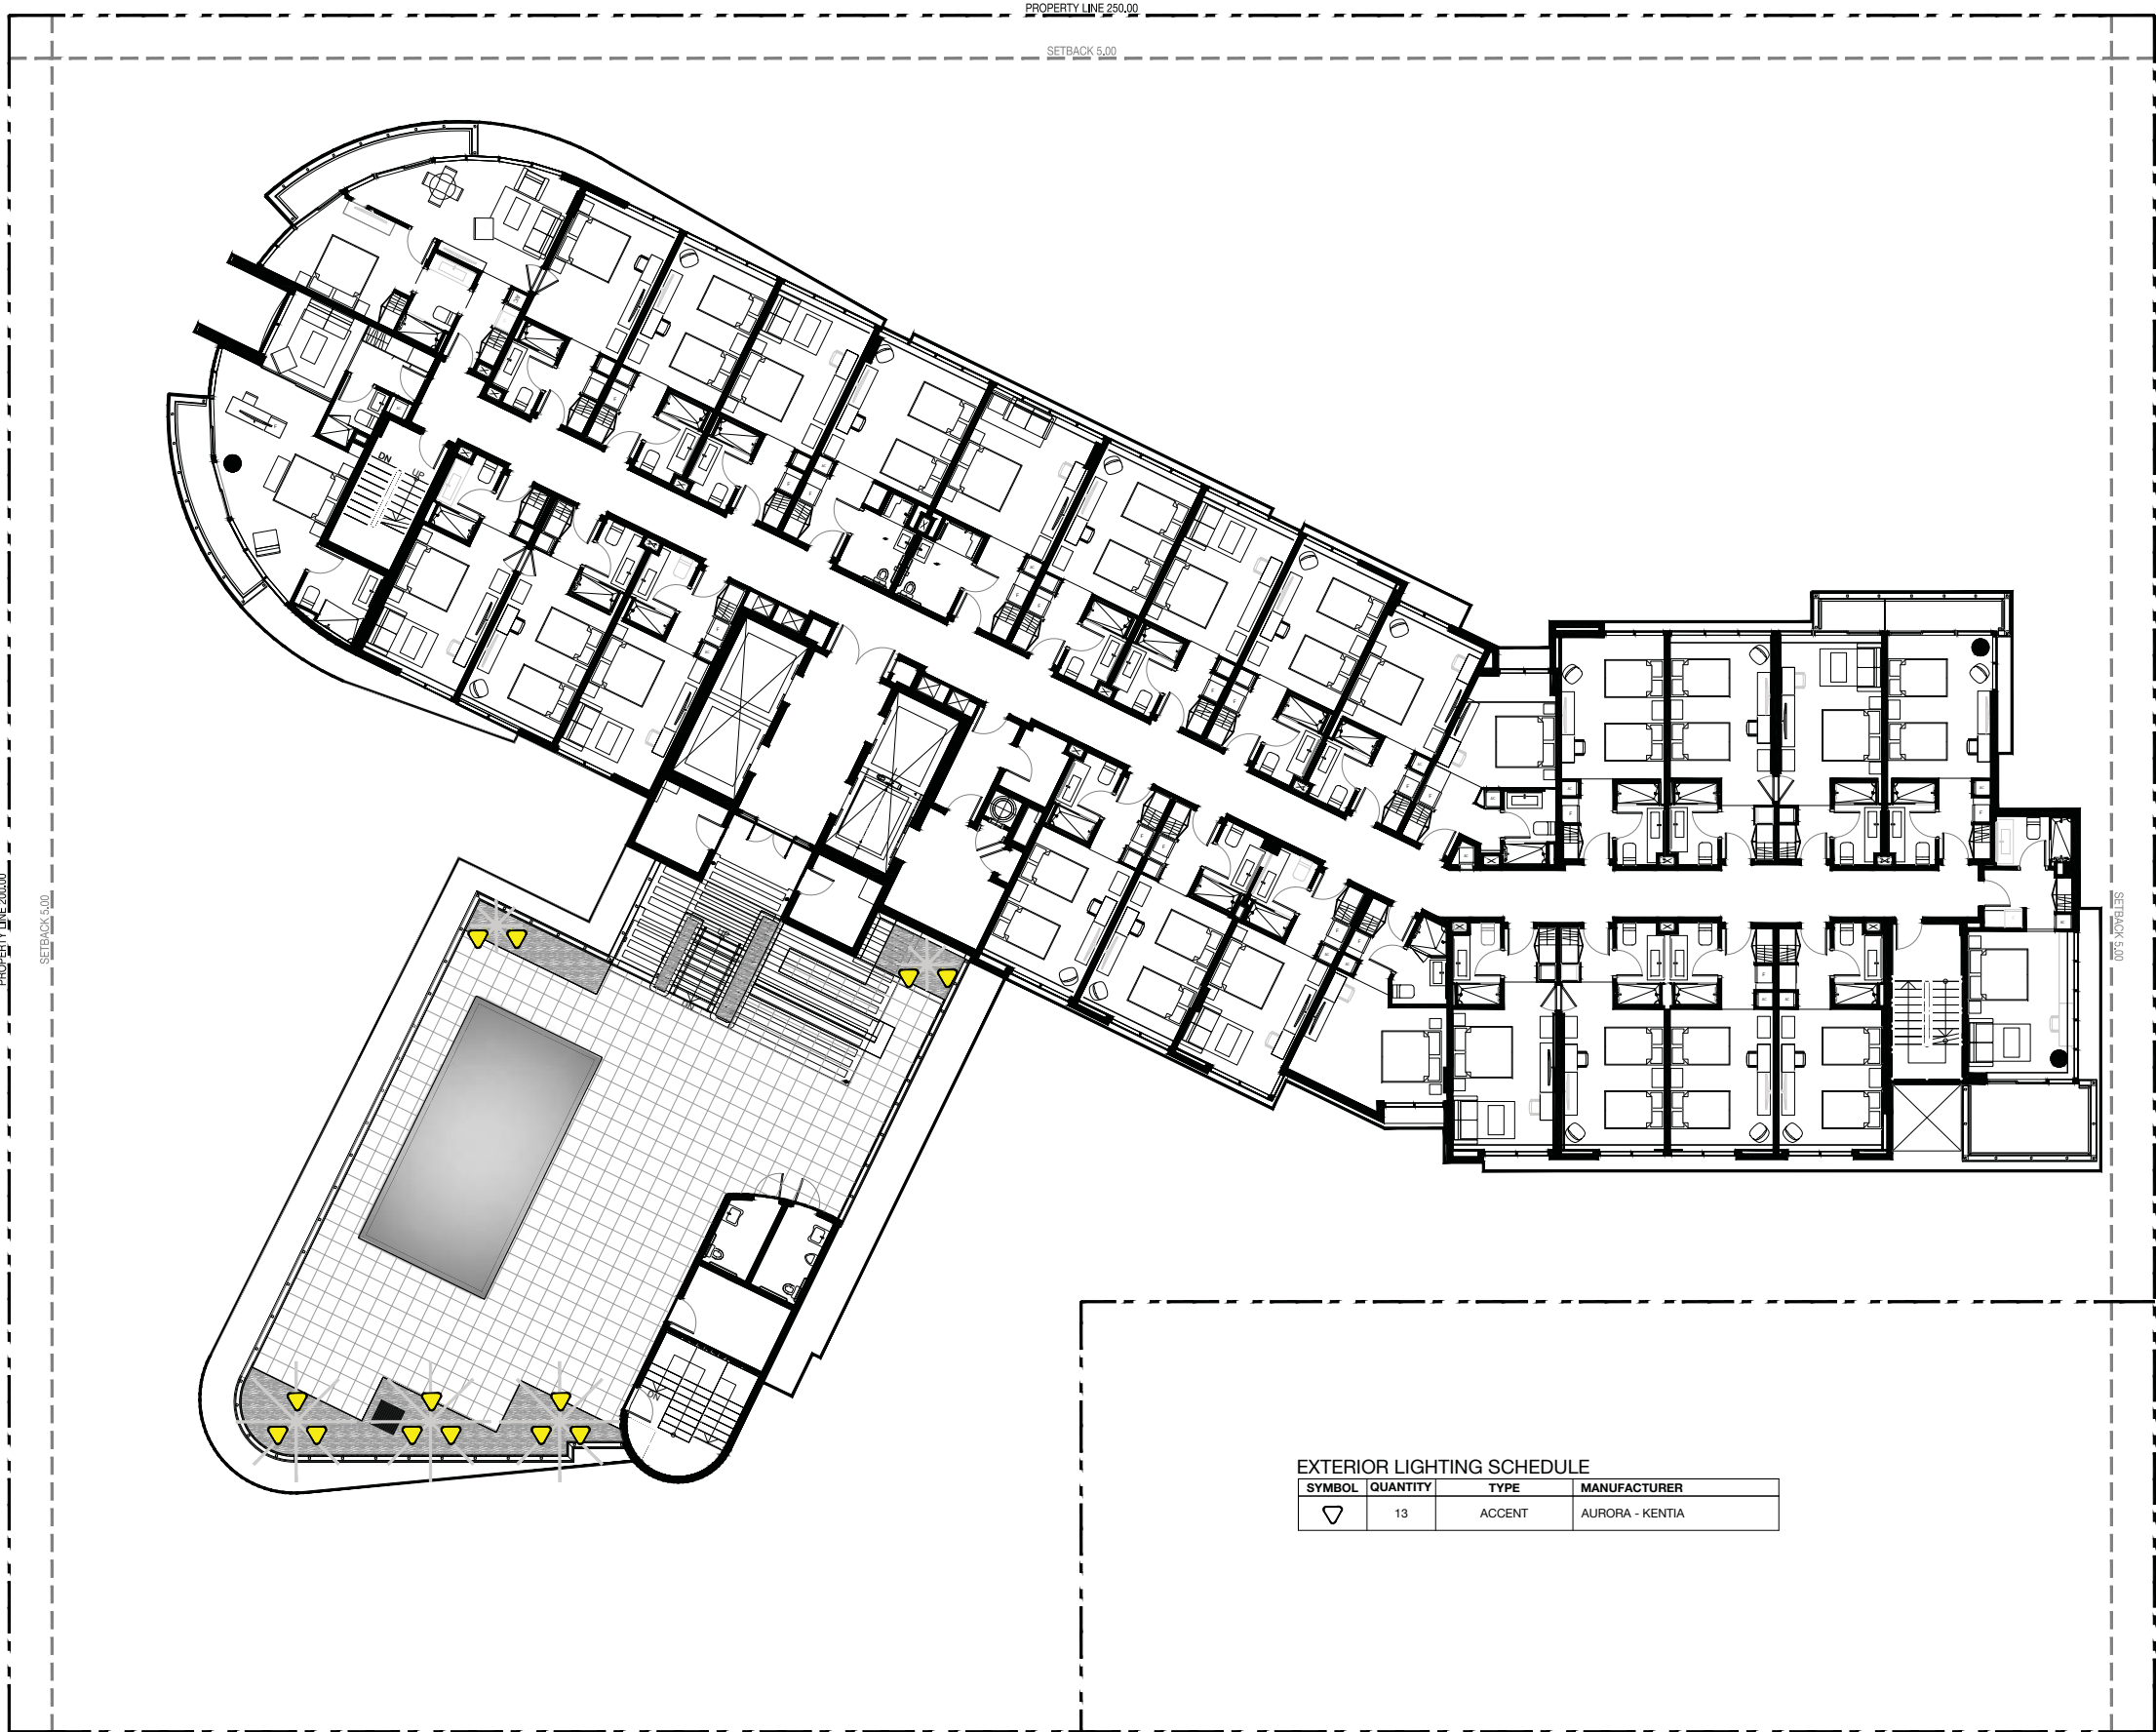 PROPERTY LINE 250.00
SETBACK 5.00
DN
UP
PROPERTY LINE 200.00
SETBACK 5.00
SETBACK 5.00
DN
EXTERIOR LIGHTING SCHEDULE
SYMBOL QUANTITY TYPE MANUFACTURER
13 ACCENT AURORA - KENTIA